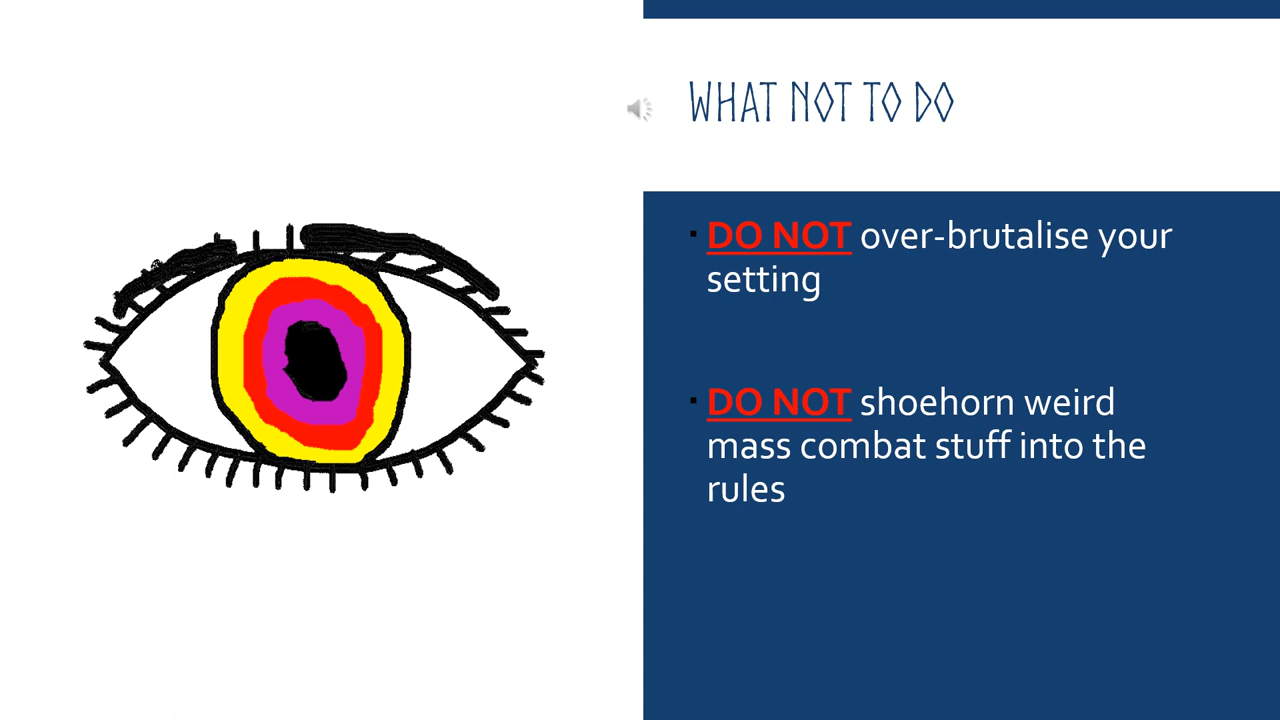 WHAT NOT TO DO
DO NOT over-brutalise your
setting
DO NOT shoehorn weird
mass combat stuff into the
rules